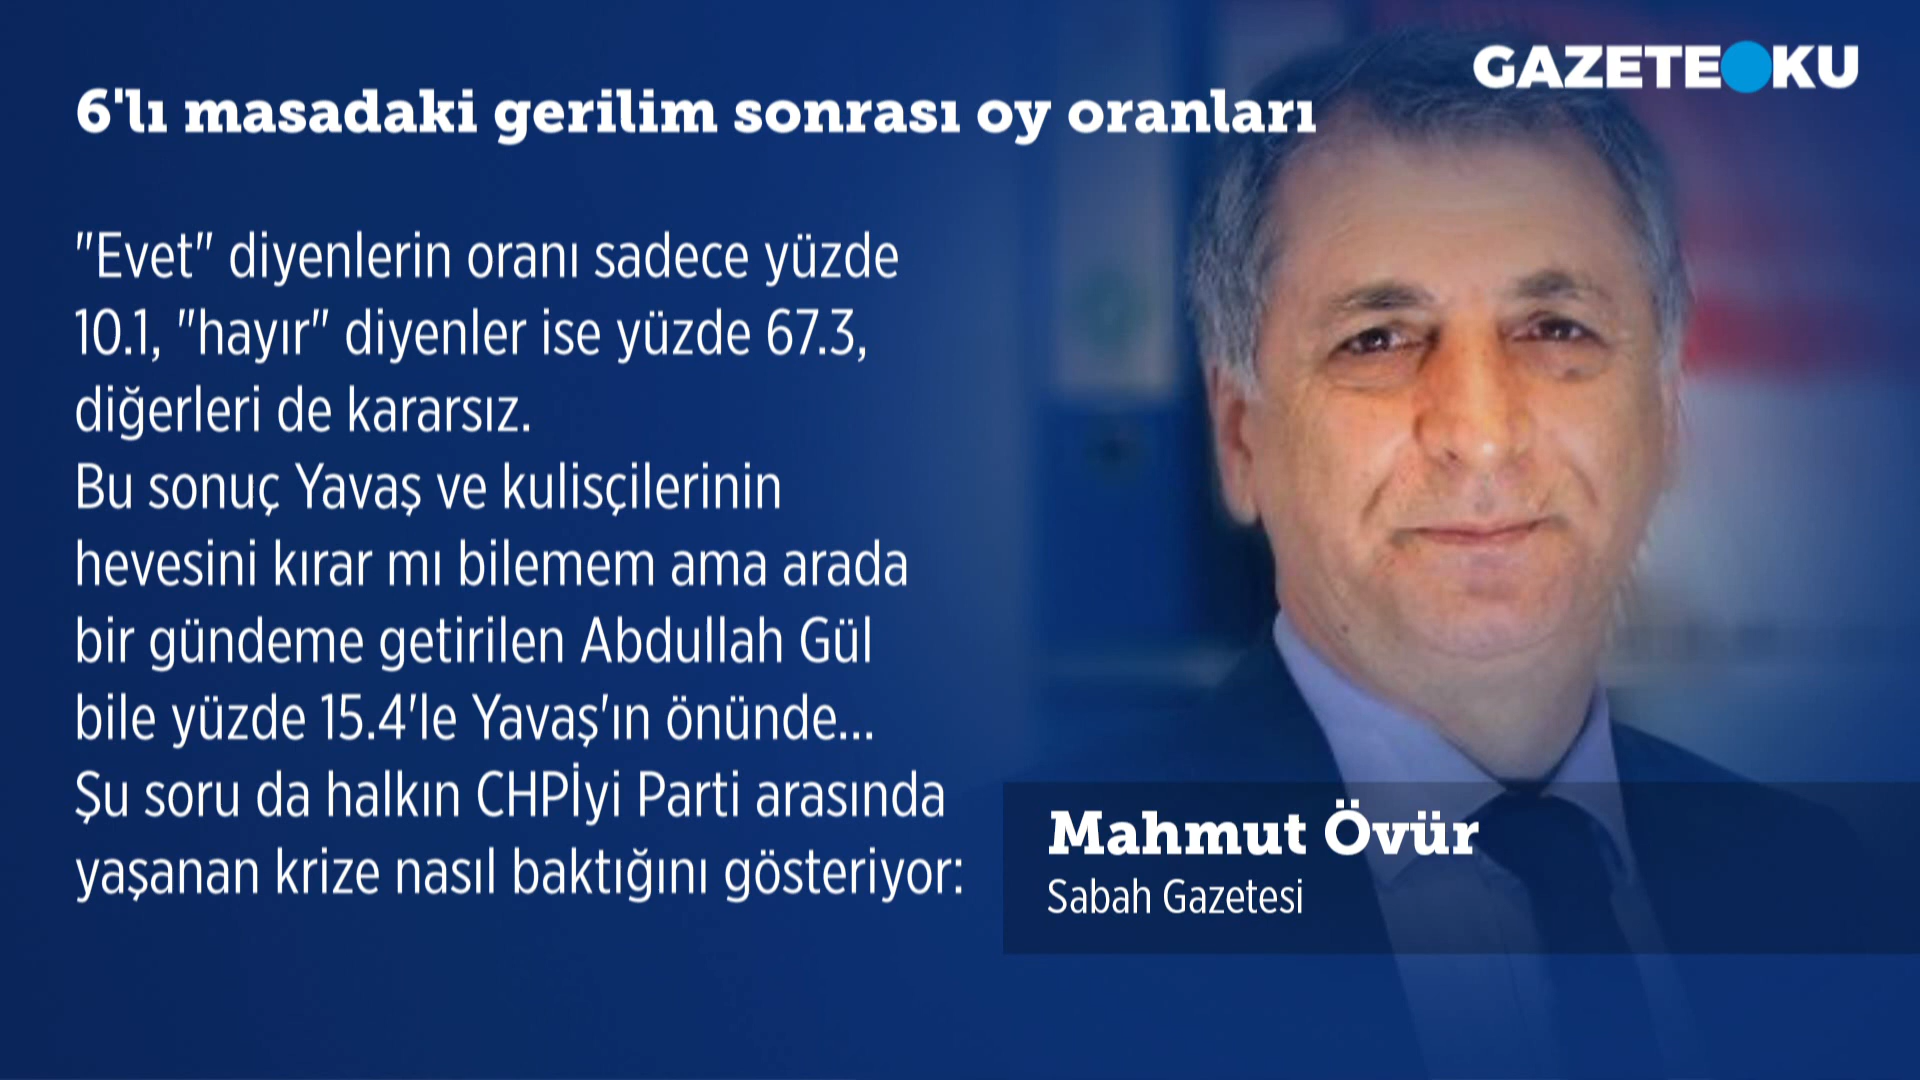 GAZETEOKU
6'lı masadaki gerilim sonrası oy oranları
"Evet" diyenlerin oranı sadece yüzde
10.1, "hayır" diyenler ise yüzde 67.3,
diğerleri de kararsız.
Bu sonuç Yavaş ve kulisçilerinin
hevesini kırar mı bilemem ama arada
bir gündeme getirilen Abdullah Gül
bile yüzde 15.4'le Yavaş'ın önünde...
Şu soru da halkın CHPİyi Parti arasında
yaşanan krize nasıl baktığını gösteriyor:
Mahmut Övür
Sabah Gazetesi